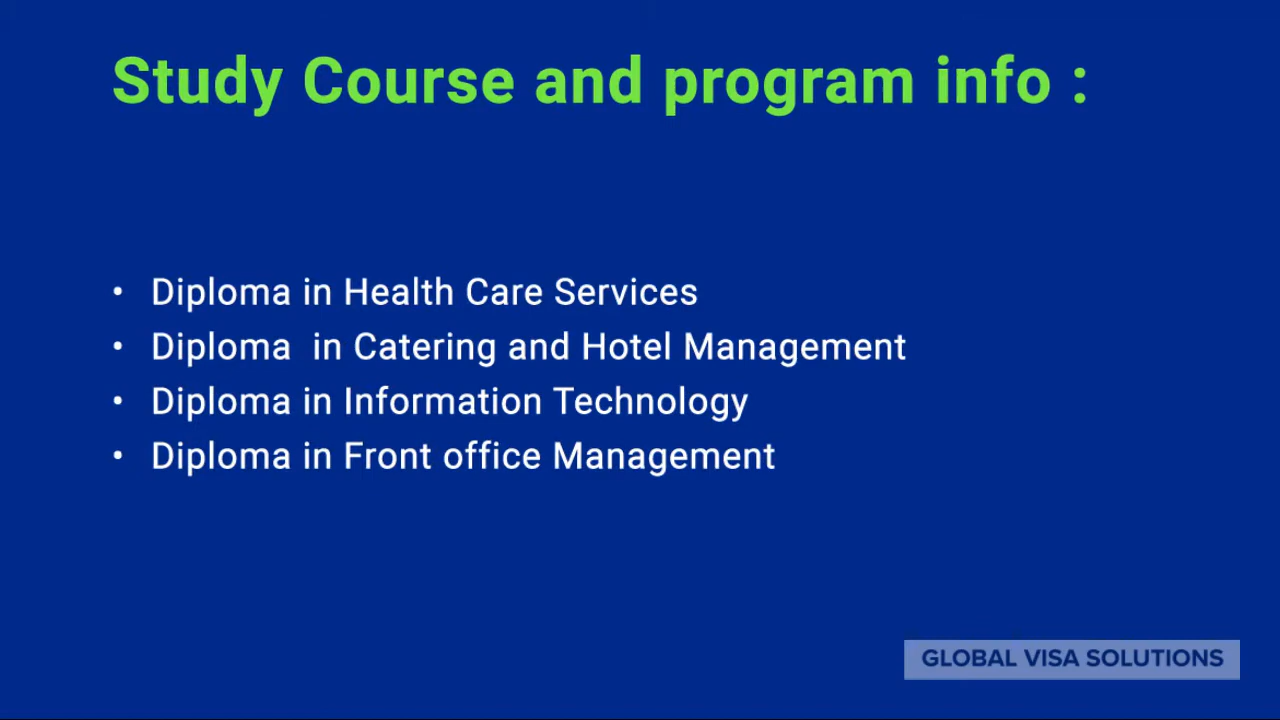 Study Course and program info :
• Diploma in Health Care Services
• Diploma  in Catering and Hotel Management
• Diploma in Information Technology
• Diploma in Front office Management
GLOBAL VISA SOLUTIONS